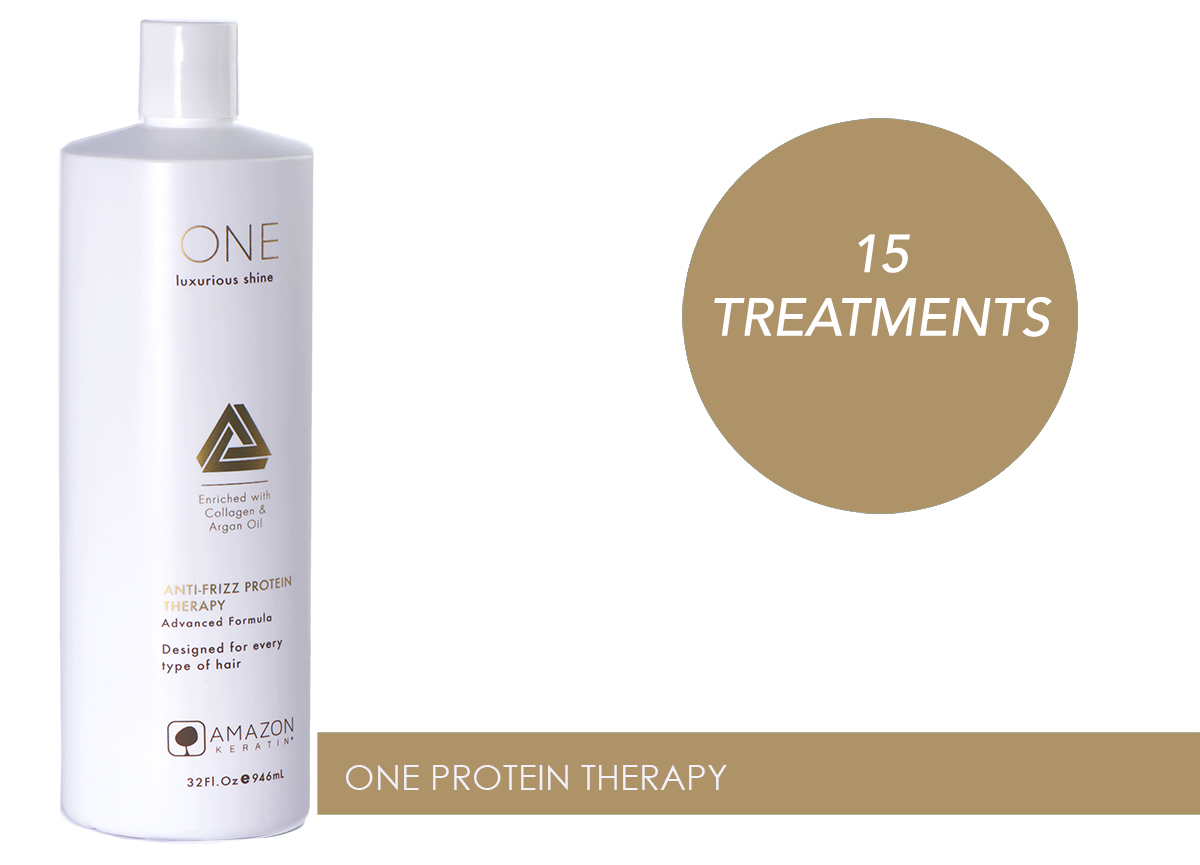 ONE
luxurious shine
Enriched with
Collagen &
Argan Oil
ANTI-FRIZZ PROTEIN
THERAPY
Advanced Formula
Designed for every
type of hair
AMAZON
KERATIN®
32Fl.Oz e 946mL
15
TREATMENTS
ONE PROTEIN THERAPY